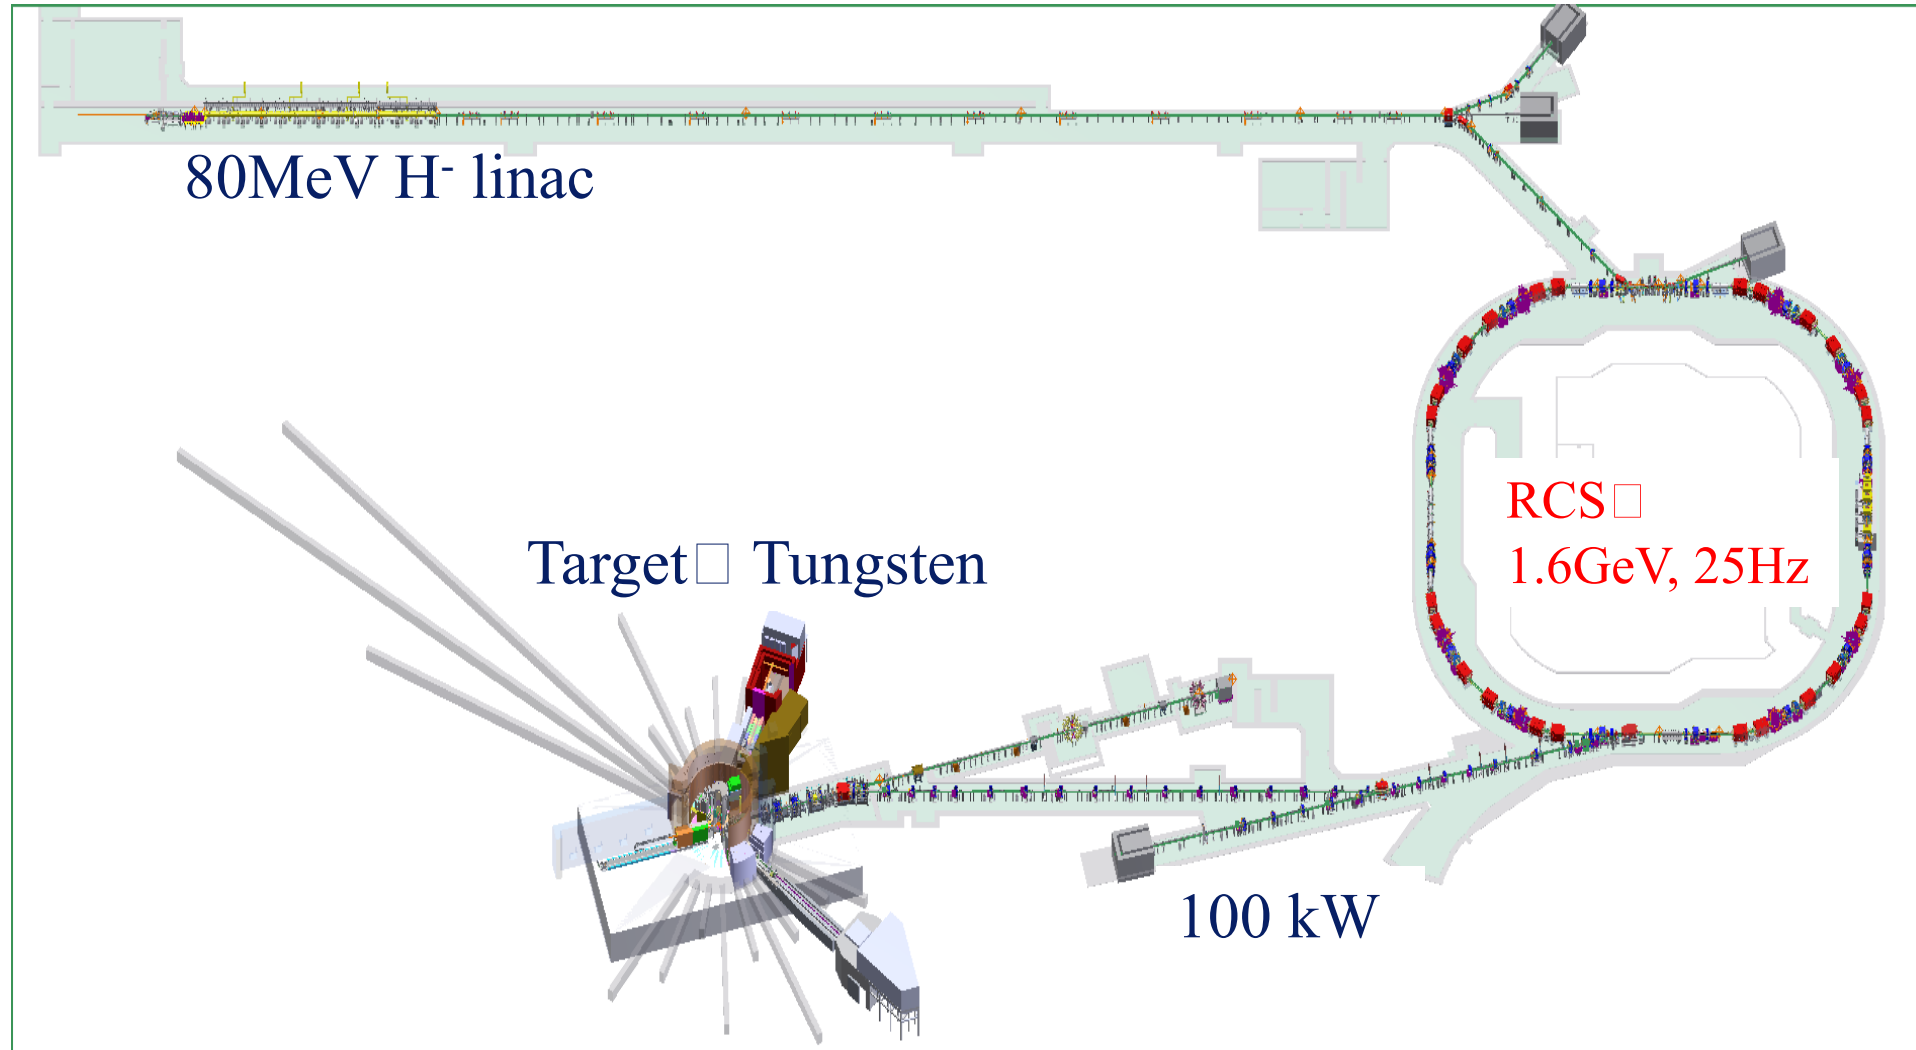 80MeV H- linac
Target□ Tungsten
RCS□
1.6GeV, 25Hz
100 kW